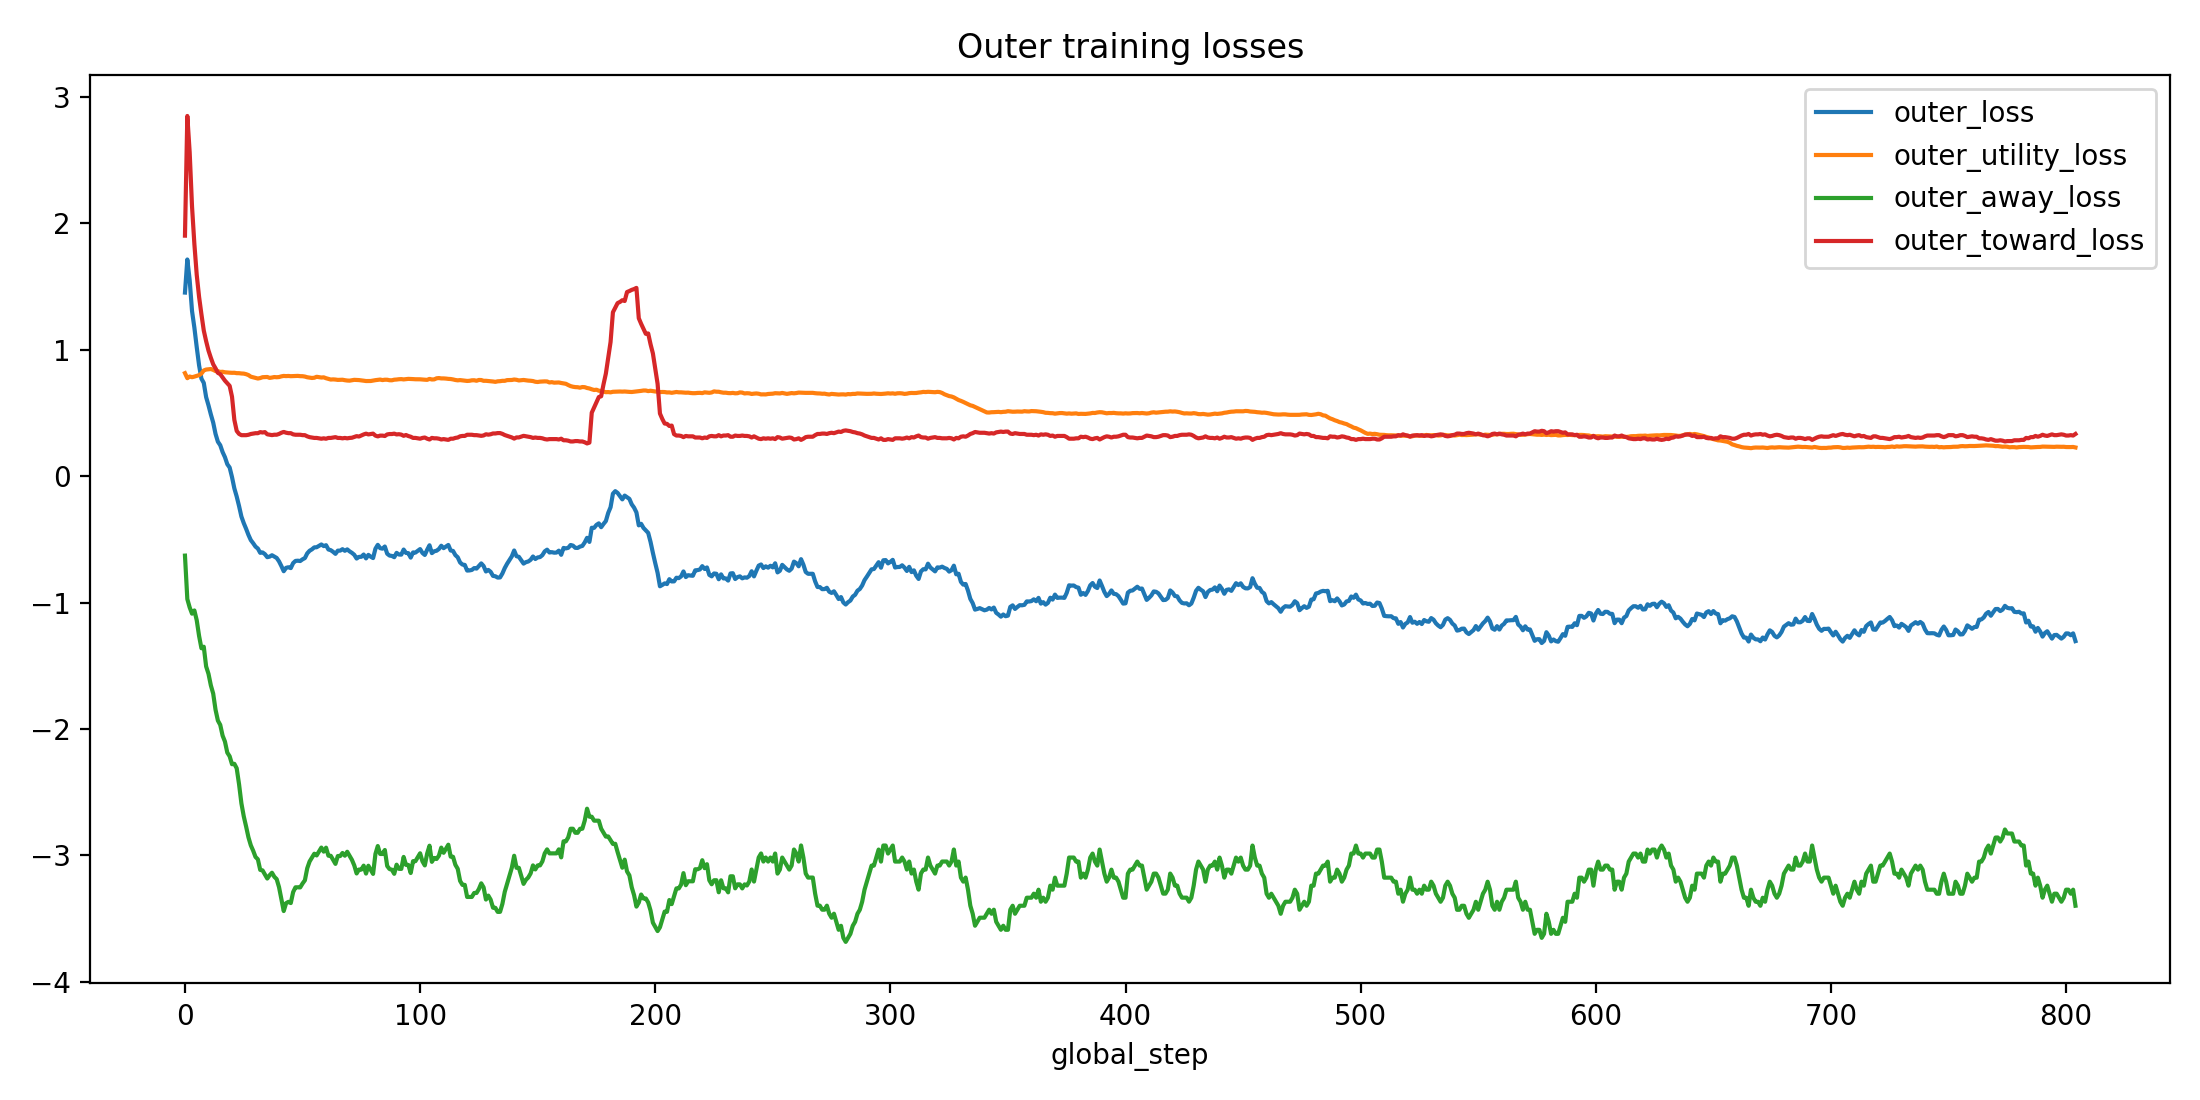 Outer training losses
3
2
1
0
−1
−2
−3
−4
outer_loss
outer_utility_loss
outer_away_loss
outer_toward_loss
0 100 200 300 400 500 600 700 800
global_step